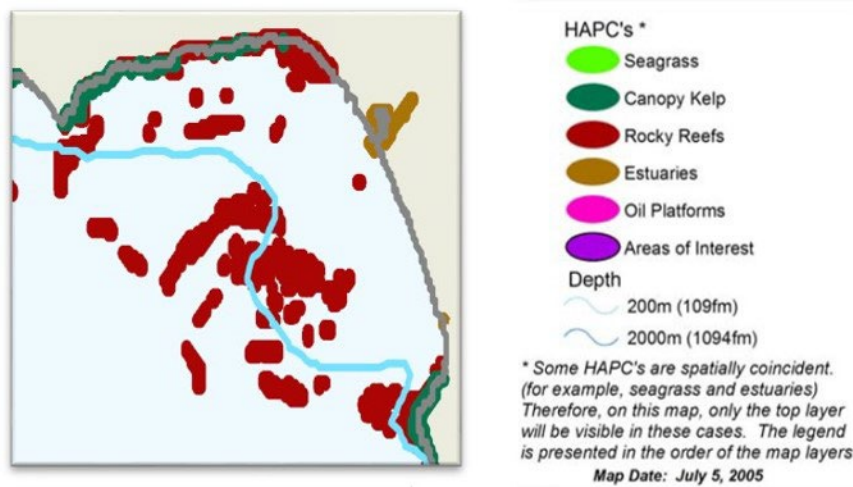 HAPC's *
Seagrass
Canopy Kelp
Rocky Reefs
Estuaries
Oil Platforms
Areas of Interest
Depth
200m (109fm)
2000m (1094fm)
* Some HAPC's are spatially coincident.
(for example, seagrass and estuaries)
Therefore, on this map, only the top layer
will be visible in these cases. The legend
is presented in the order of the map layers
Map Date: July 5, 2005